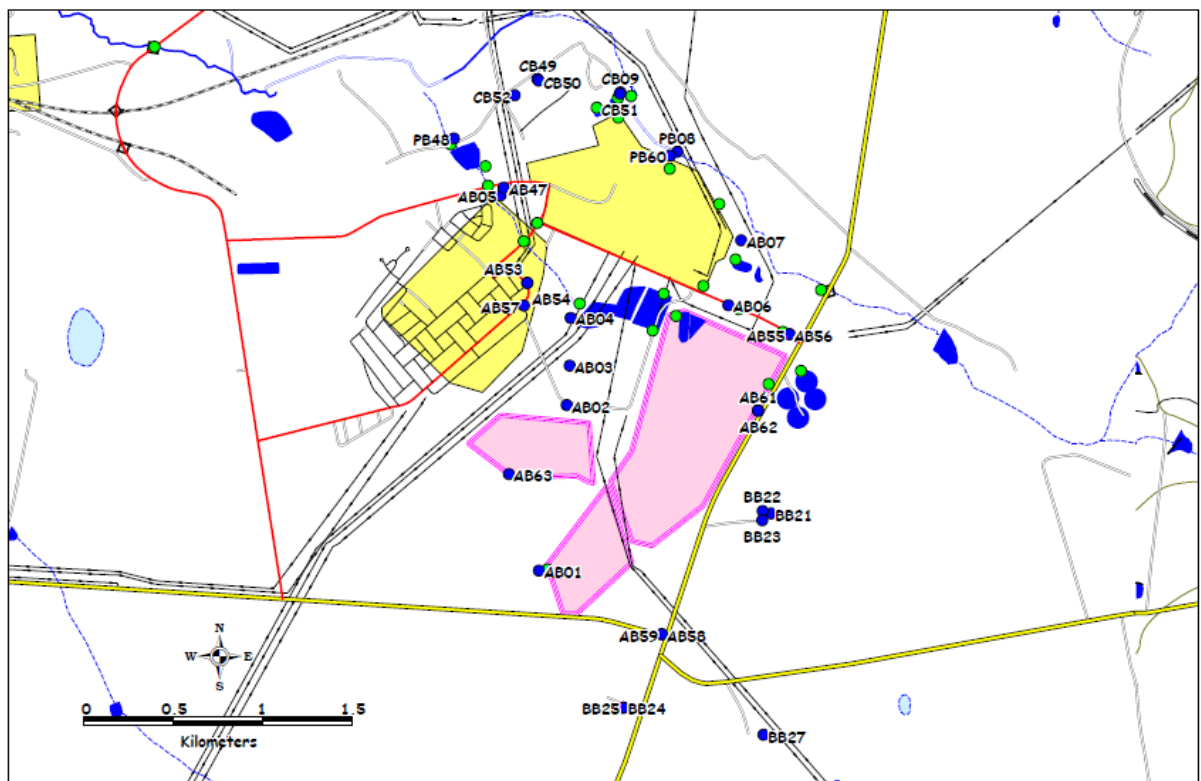 CB49
CB50
CB09
CB52
CB51
PB48
PB08
PB60
AB47
AB05
AB07
AB53
AB54
AB57
AB06
AB04
AB55
AB56
AB03
AB61
AB02
AB62
AB63
BB22
BB21
BB23
AB01
N
W
E
S
AB59
AB58
0
0.5
1
1.5
BB25
BB24
Kilometers
BB27